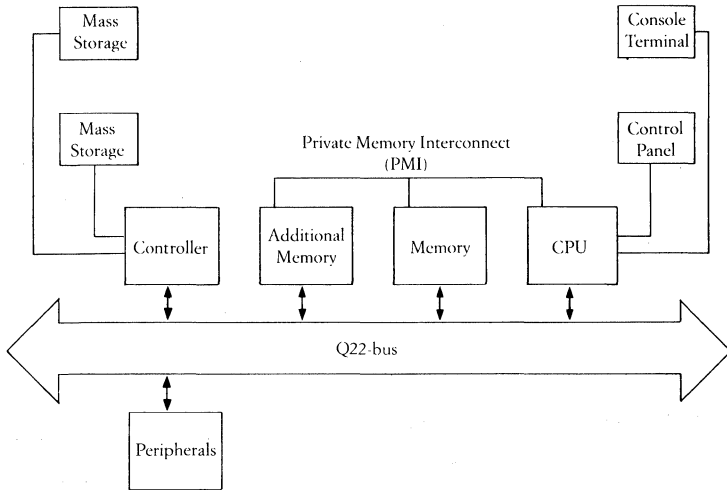 Mass
Storage
Console
Terminal
Mass
Storage
Private Memory Interconnect
(PMI)
Control
Panel
Controller
Additional
Memory
Memory
CPU
Q22-bus
Peripherals